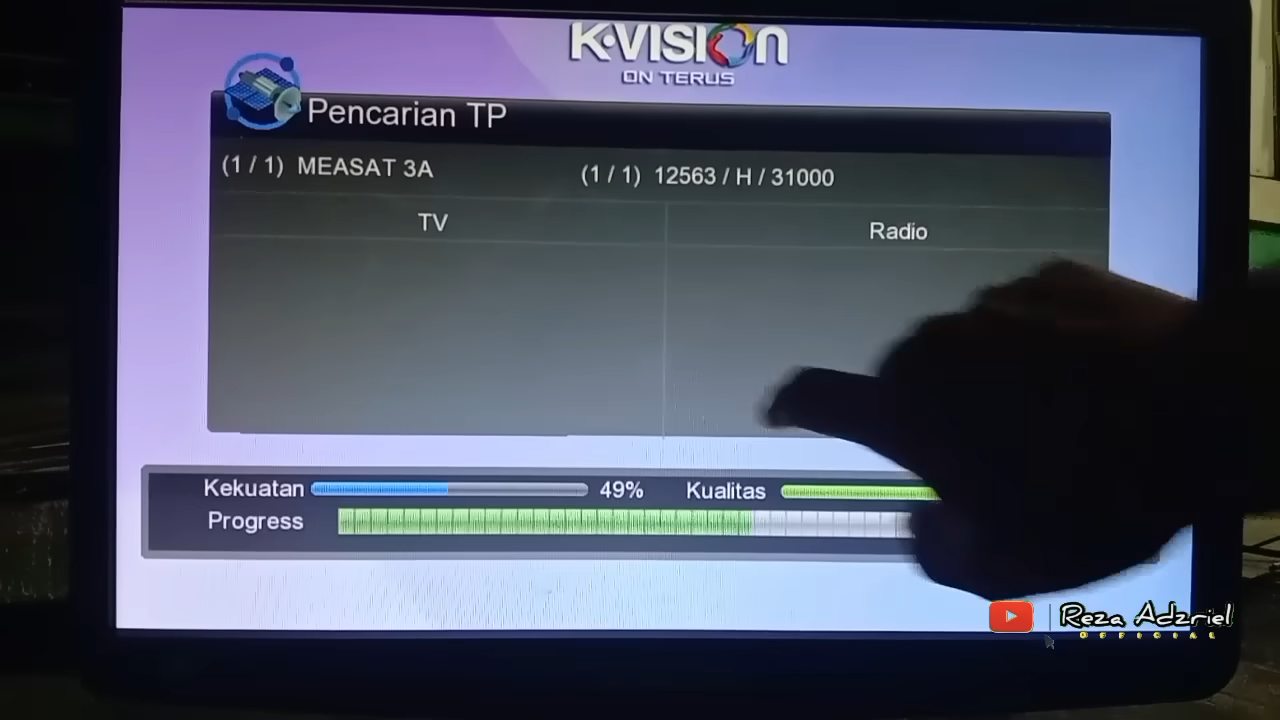 K-VISION
ON TERUS
Pencarian TP
(1 / 1) MEASAT 3A (1 / 1) 12563 / H / 31000
TV Radio
Kekuatan 49% Kualitas
Progress
Reza Adzriel
OFFICIAL